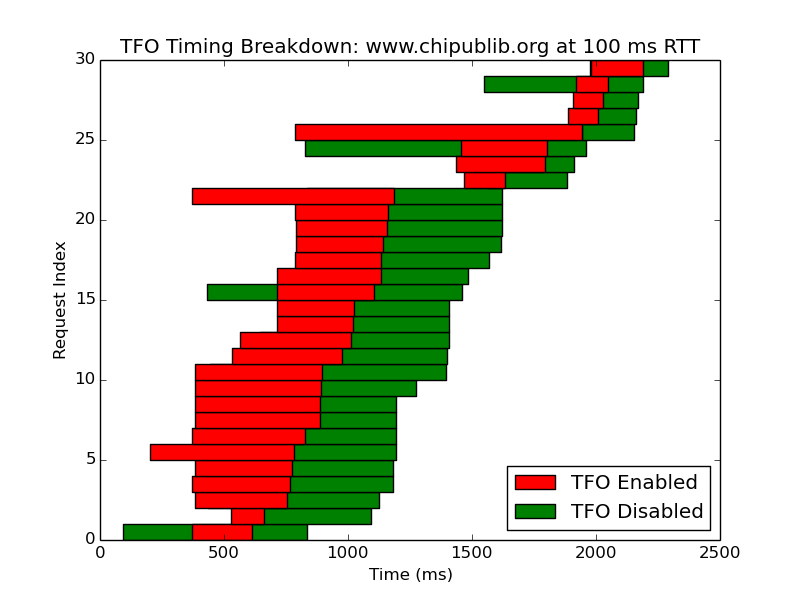 TFO Timing Breakdown: www.chipublib.org at 100 ms RTT
30
25
20
15
10
5
0
Request Index
TFO Enabled
TFO Disabled
0 500 1000 1500 2000 2500
Time (ms)